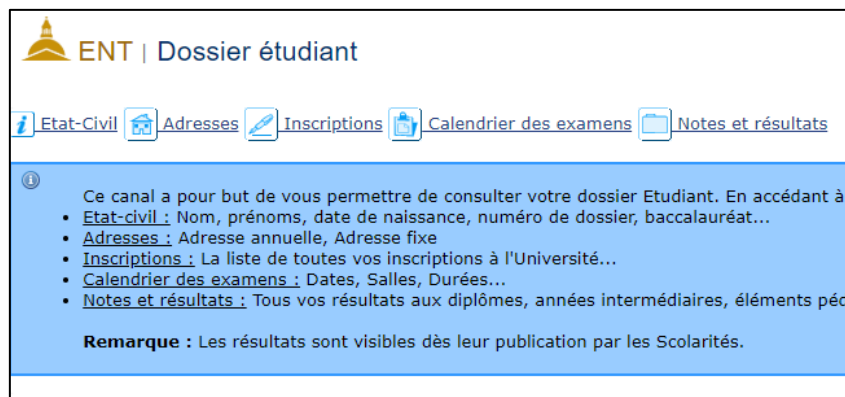 ENT | Dossier étudiant
Etat-Civil Adresses Inscriptions Calendrier des examens Notes et résultats
Ce canal a pour but de vous permettre de consulter votre dossier Etudiant. En accédant à
• Etat-civil : Nom, prénoms, date de naissance, numéro de dossier, baccalauréat...
• Adresses : Adresse annuelle, Adresse fixe
• Inscriptions : La liste de toutes vos inscriptions à l'Université...
• Calendrier des examens : Dates, Salles, Durées...
• Notes et résultats : Tous vos résultats aux diplômes, années intermédiaires, éléments
Remarque : Les résultats sont visibles dès leur publication par les Scolarités.